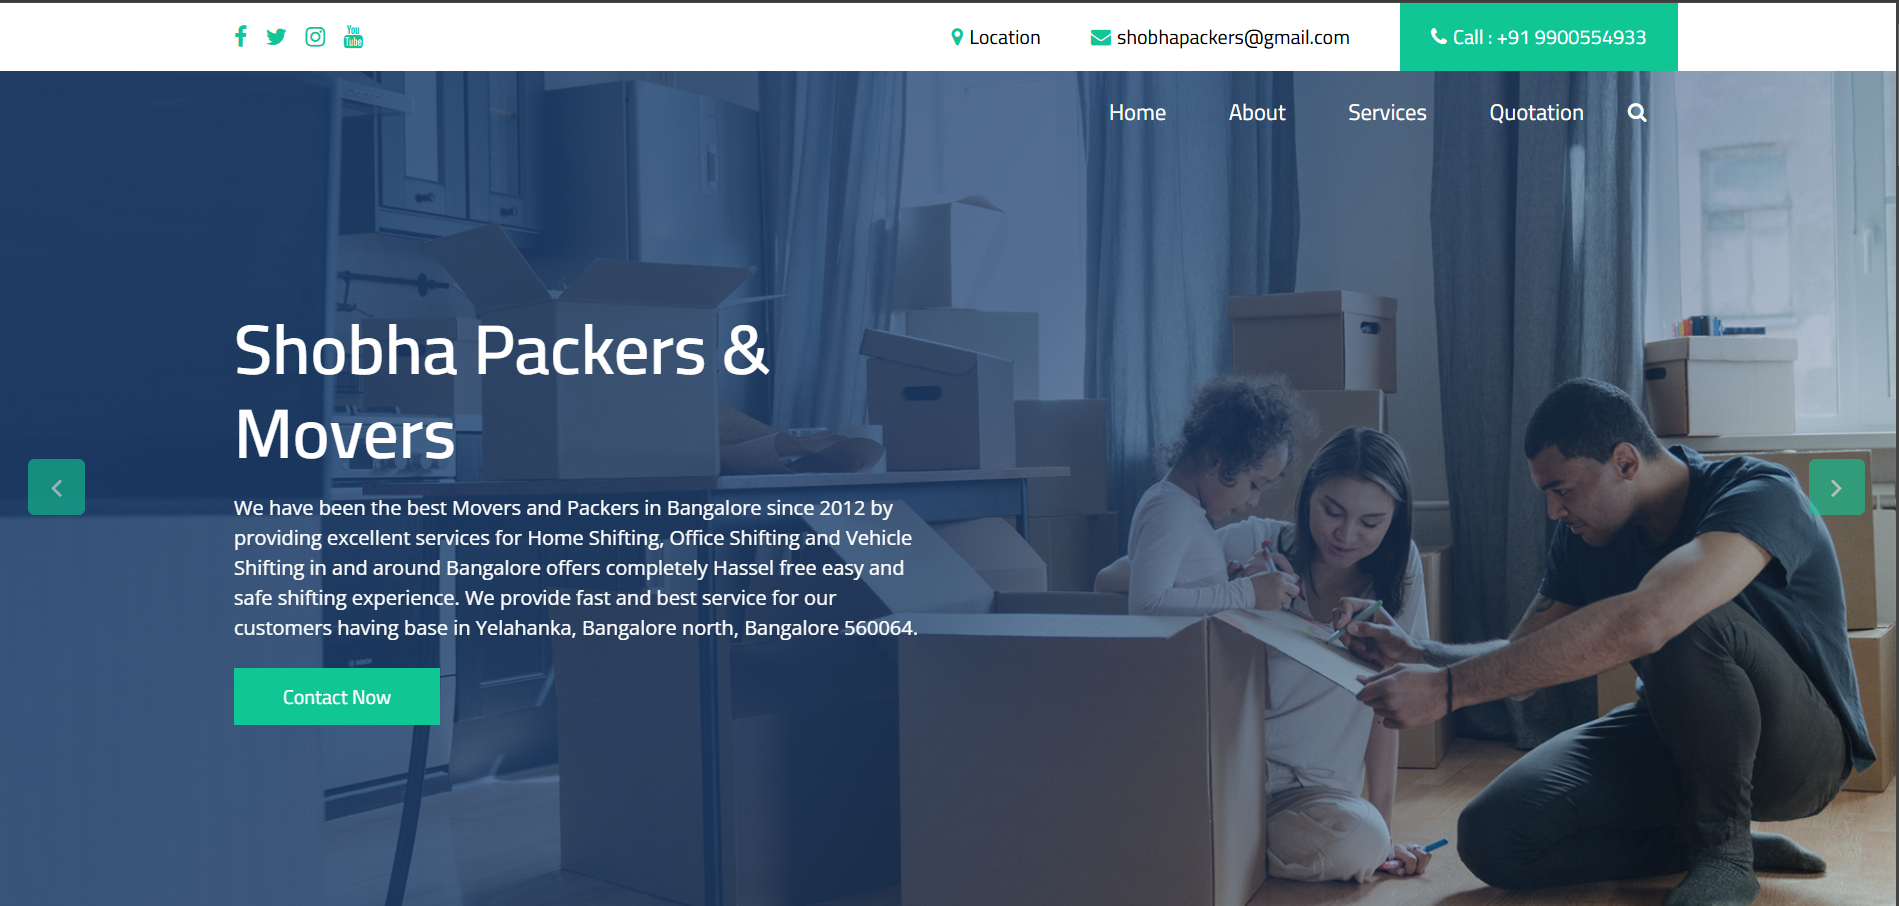 You
Tube
Location
shobhapackers@gmail.com
Call : +91 9900554933
Home
About
Services
Quotation
Shobha Packers &
Movers
We have been the best Movers and Packers in Bangalore since 2012 by
providing excellent services for Home Shifting, Office Shifting and Vehicle
Shifting in and around Bangalore offers completely Hassel free easy and
safe shifting experience. We provide fast and best service for our
customers having base in Yelahanka, Bangalore north, Bangalore 560064.
Contact Now